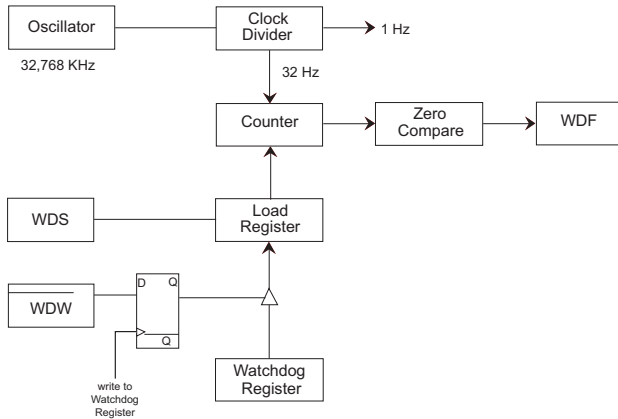 Oscillator
Clock
Divider
1 Hz
32,768 KHz
32 Hz
Counter
Zero
Compare
WDF
WDS
Load
Register
WDW
D
Q
Q
write to
Watchdog
Register
Watchdog
Register